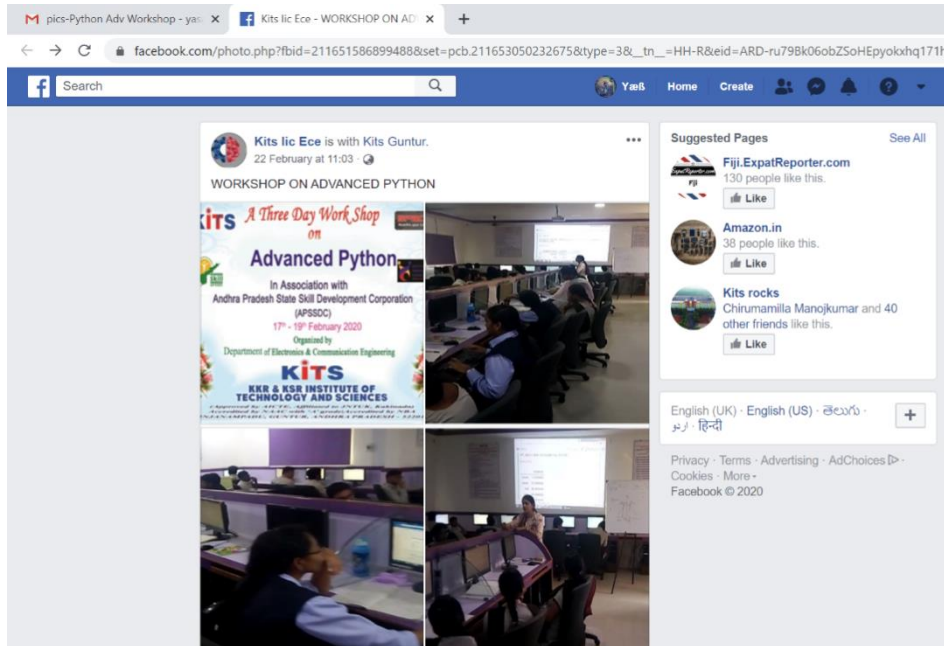 pics-Python Adv Workshop - yas
Kits Iic Ece - WORKSHOP ON AD
facebook.com/photo.php?fbid=211651586899488&set=pcb.211653050232675&type=3&__tn__=HH-R&eid=ARD-ru79Bk06obZSoHEpyokxhq171h
Search
Yæß Home Create
Kits Iic Ece is with Kits Guntur.
22 February at 11:03 ·
WORKSHOP ON ADVANCED PYTHON
KiTS A Three Day Work Shop
on
Advanced Python
In Association with
Andhra Pradesh State Skill Development Corporation
(APSSDC)
17th - 19th February 2020
Organized by
Department of Electronics & Communication Engineering
KiTS
KKR & KSR INSTITUTE OF
TECHNOLOGY AND SCIENCES
Suggested Pages See All
Fiji.ExpatReporter.com
130 people like this.
Like
Amazon.in
38 people like this.
Like
Kits rocks
Chirumamilla Manojkumar and 40
other friends like this.
Like
English (UK) · English (US) · తెలుగు ·
اردو · हिन्दी
Privacy · Terms · Advertising · AdChoices ·
Cookies · More
Facebook © 2020